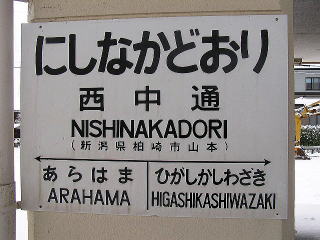 にしなかどおり
西中通
NISHINAKADORI
(新潟県柏崎市山本)
あらはま ひがしかしわざき
ARAHAMA HIGASHIKASHIWAZAKI